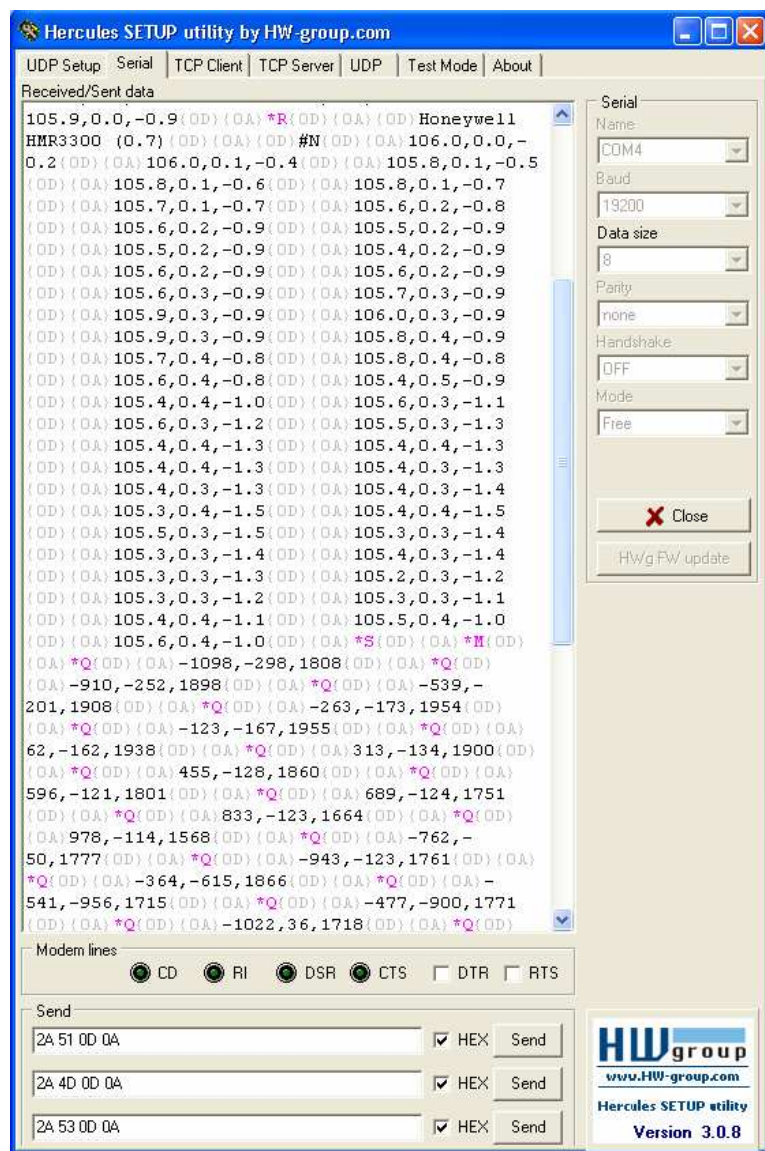 Hercules SETUP utility by HW-group.com
UDP Setup Serial TCP Client TCP Server UDP Test Mode About
Received/Sent data
105.9,0.0,-0.9{0D}{0A}*R{0D}{0A}{0D}Honeywell
HMR3300 (0.7){0D}{0A}{0D}#N{0D}{0A}106.0,0.0,-
0.2{0D}{0A}106.0,0.1,-0.4{0D}{0A}105.8,0.1,-0.5
{0D}{0A}105.8,0.1,-0.6{0D}{0A}105.8,0.1,-0.7
{0D}{0A}105.7,0.1,-0.7{0D}{0A}105.6,0.2,-0.8
{0D}{0A}105.6,0.2,-0.9{0D}{0A}105.5,0.2,-0.9
{0D}{0A}105.5,0.2,-0.9{0D}{0A}105.4,0.2,-0.9
{0D}{0A}105.6,0.2,-0.9{0D}{0A}105.6,0.2,-0.9
{0D}{0A}105.6,0.3,-0.9{0D}{0A}105.7,0.3,-0.9
{0D}{0A}105.9,0.3,-0.9{0D}{0A}106.0,0.3,-0.9
{0D}{0A}105.9,0.3,-0.9{0D}{0A}105.8,0.4,-0.9
{0D}{0A}105.7,0.4,-0.8{0D}{0A}105.8,0.4,-0.8
{0D}{0A}105.6,0.4,-0.8{0D}{0A}105.4,0.5,-0.9
{0D}{0A}105.4,0.4,-1.0{0D}{0A}105.6,0.3,-1.1
{0D}{0A}105.6,0.3,-1.2{0D}{0A}105.5,0.3,-1.3
{0D}{0A}105.4,0.4,-1.3{0D}{0A}105.4,0.4,-1.3
{0D}{0A}105.4,0.4,-1.3{0D}{0A}105.4,0.3,-1.3
{0D}{0A}105.4,0.3,-1.3{0D}{0A}105.4,0.3,-1.4
{0D}{0A}105.3,0.4,-1.5{0D}{0A}105.4,0.4,-1.5
{0D}{0A}105.5,0.3,-1.5{0D}{0A}105.3,0.3,-1.4
{0D}{0A}105.3,0.3,-1.4{0D}{0A}105.4,0.3,-1.4
{0D}{0A}105.3,0.3,-1.3{0D}{0A}105.2,0.3,-1.2
{0D}{0A}105.3,0.3,-1.2{0D}{0A}105.3,0.3,-1.1
{0D}{0A}105.4,0.4,-1.1{0D}{0A}105.5,0.4,-1.0
{0D}{0A}105.6,0.4,-1.0{0D}{0A}*S{0D}{0A}*M{0D}
{0A}*Q{0D}{0A}-1098,-298,1808{0D}{0A}*Q{0D}
{0A}-910,-252,1898{0D}{0A}*Q{0D}{0A}-539,-
201,1908{0D}{0A}*Q{0D}{0A}-263,-173,1954{0D}
{0A}*Q{0D}{0A}-123,-167,1955{0D}{0A}*Q{0D}{0A}
62,-162,1938{0D}{0A}*Q{0D}{0A}313,-134,1900{0D}
{0A}*Q{0D}{0A}455,-128,1860{0D}{0A}*Q{0D}{0A}
596,-121,1801{0D}{0A}*Q{0D}{0A}689,-124,1751
{0D}{0A}*Q{0D}{0A}833,-123,1664{0D}{0A}*Q{0D}
{0A}978,-114,1568{0D}{0A}*Q{0D}{0A}-762,-
50,1777{0D}{0A}*Q{0D}{0A}-943,-123,1761{0D}{0A}
*Q{0D}{0A}-364,-615,1866{0D}{0A}*Q{0D}{0A}-
541,-956,1715{0D}{0A}*Q{0D}{0A}-477,-900,1771
{0D}{0A}*Q{0D}{0A}-1022,36,1718{0D}{0A}*Q{0D}
Serial
Name
COM4
Baud
19200
Data size
8
Parity
none
Handshake
OFF
Mode
Free
Close
HWg FW update
Modem lines
CD RI DSR CTS DTR RTS
Send
2A 51 0D 0A HEX Send
2A 4D 0D 0A HEX Send
2A 53 0D 0A HEX Send
HW group
www.HW-group.com
Hercules SETUP utility
Version 3.0.8